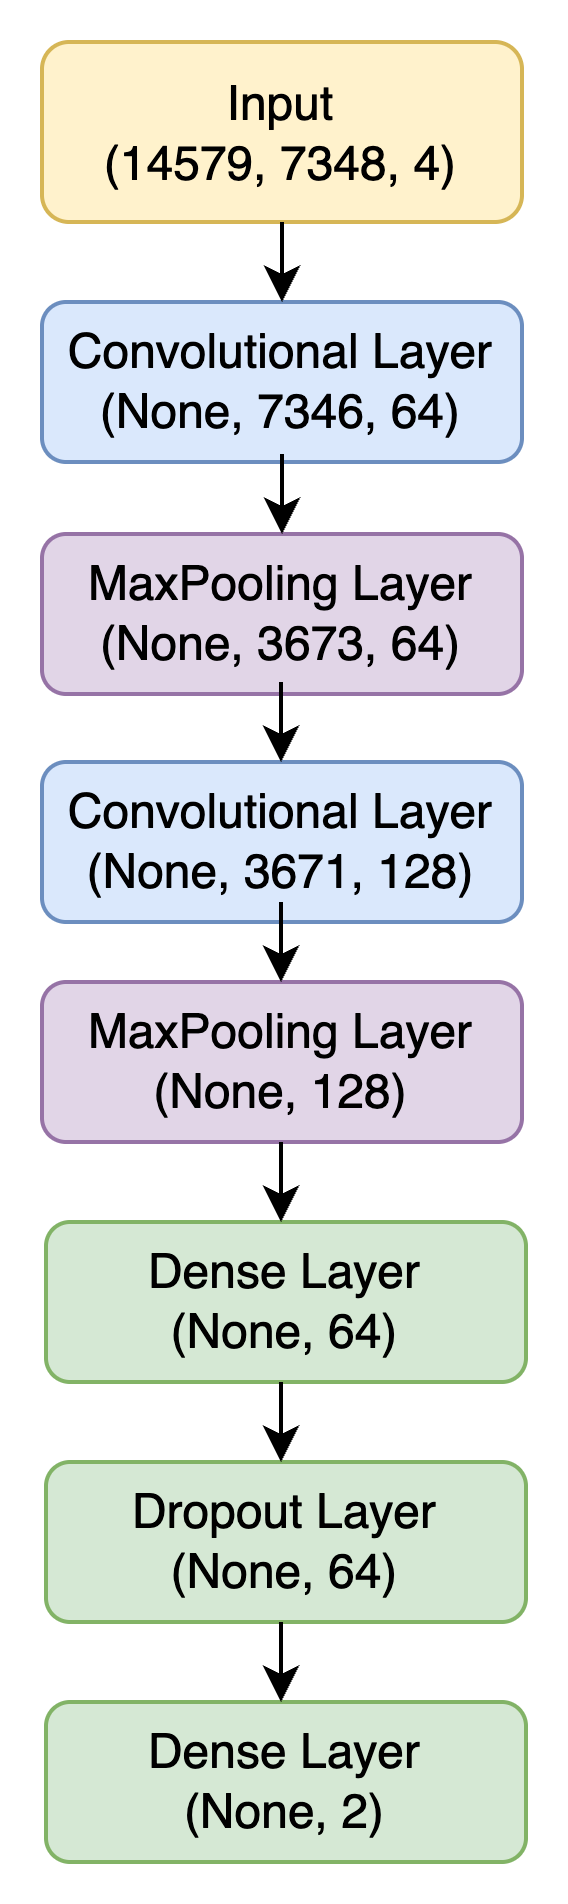 Input
(14579, 7348, 4)
Convolutional Layer
(None, 7346, 64)
MaxPooling Layer
(None, 3673, 64)
Convolutional Layer
(None, 3671, 128)
MaxPooling Layer
(None, 128)
Dense Layer
(None, 64)
Dropout Layer
(None, 64)
Dense Layer
(None, 2)